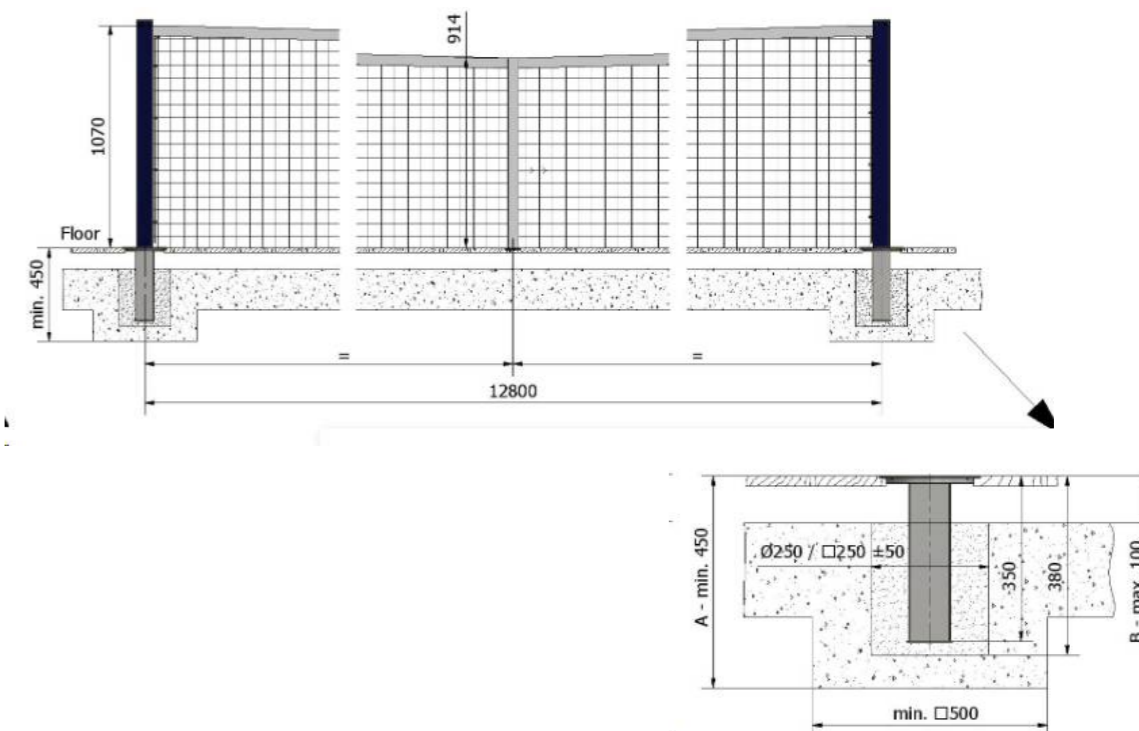 914
1070
Floor
min. 450
=
=
12800
A - min. 450
Ø250 / □250 ±50
350
380
B - max. 100
min. □500